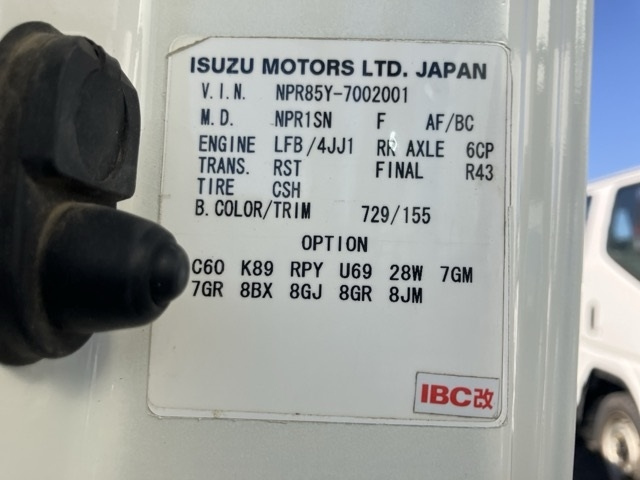 ISUZU MOTORS LTD. JAPAN
V.I.N. NPR85Y-7002001
M.D. NPR1SN F AF/BC
ENGINE LFB/4JJ1 RR AXLE 6CP
TRANS. RST FINAL R43
TIRE CSH
B.COLOR/TRIM 729/155
OPTION
C60 K89 RPY U69 28W 7GM
7GR 8BX 8GJ 8GR 8JM
IBC改